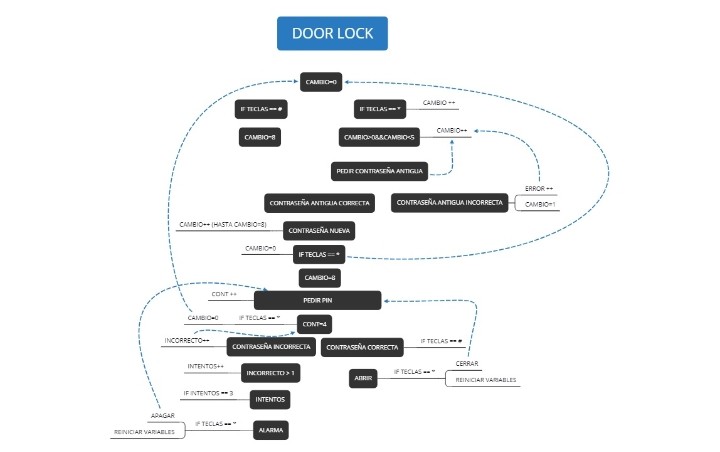 DOOR LOCK
CAMBIO=0
IF TECLAS == #
IF TECLAS == *
CAMBIO ++
CAMBIO=8
CAMBIO>0&&CAMBIO<5
CAMBIO++
PEDIR CONTRASEÑA ANTIGUA
ERROR ++
CONTRASEÑA ANTIGUA CORRECTA
CONTRASEÑA ANTIGUA INCORRECTA
CAMBIO=1
CAMBIO++ (HASTA CAMBIO=8)
CONTRASEÑA NUEVA
CAMBIO=0
IF TECLAS == *
CAMBIO=8
CONT ++
PEDIR PIN
CAMBIO=0
IF TECLAS == *
CONT=4
INCORRECTO++
CONTRASEÑA INCORRECTA
CONTRASEÑA CORRECTA
IF TECLAS == #
INTENTOS++
INCORRECTO > 1
ABRIR
IF TECLAS == *
CERRAR
REINICIAR VARIABLES
IF INTENTOS == 3
INTENTOS
APAGAR
REINICIAR VARIABLES
IF TECLAS == *
ALARMA